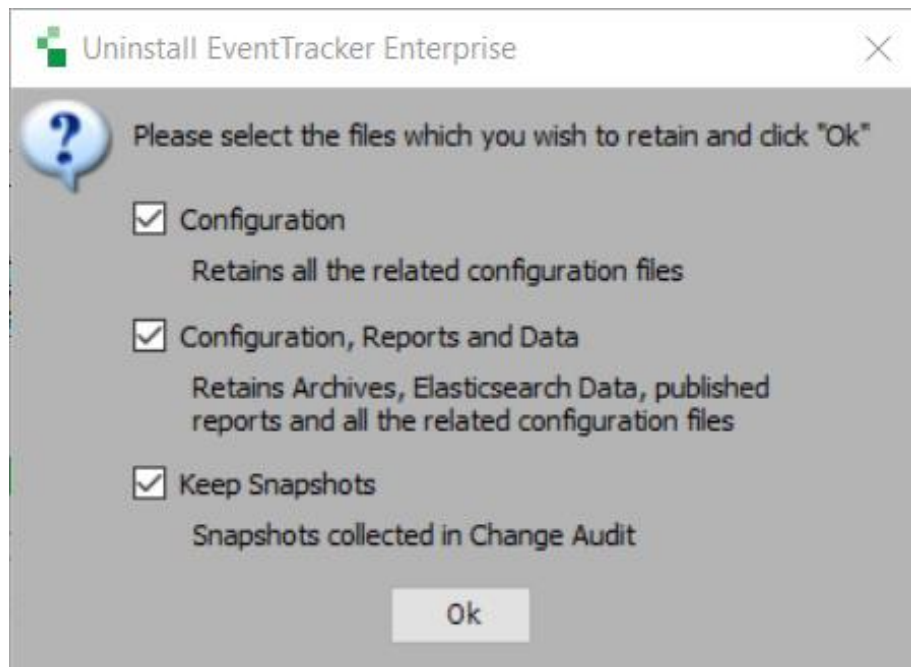 Uninstall EventTracker Enterprise
Please select the files which you wish to retain and click "Ok"
Configuration
Retains all the related configuration files
Configuration, Reports and Data
Retains Archives, Elasticsearch Data, published
reports and all the related configuration files
Keep Snapshots
Snapshots collected in Change Audit
Ok